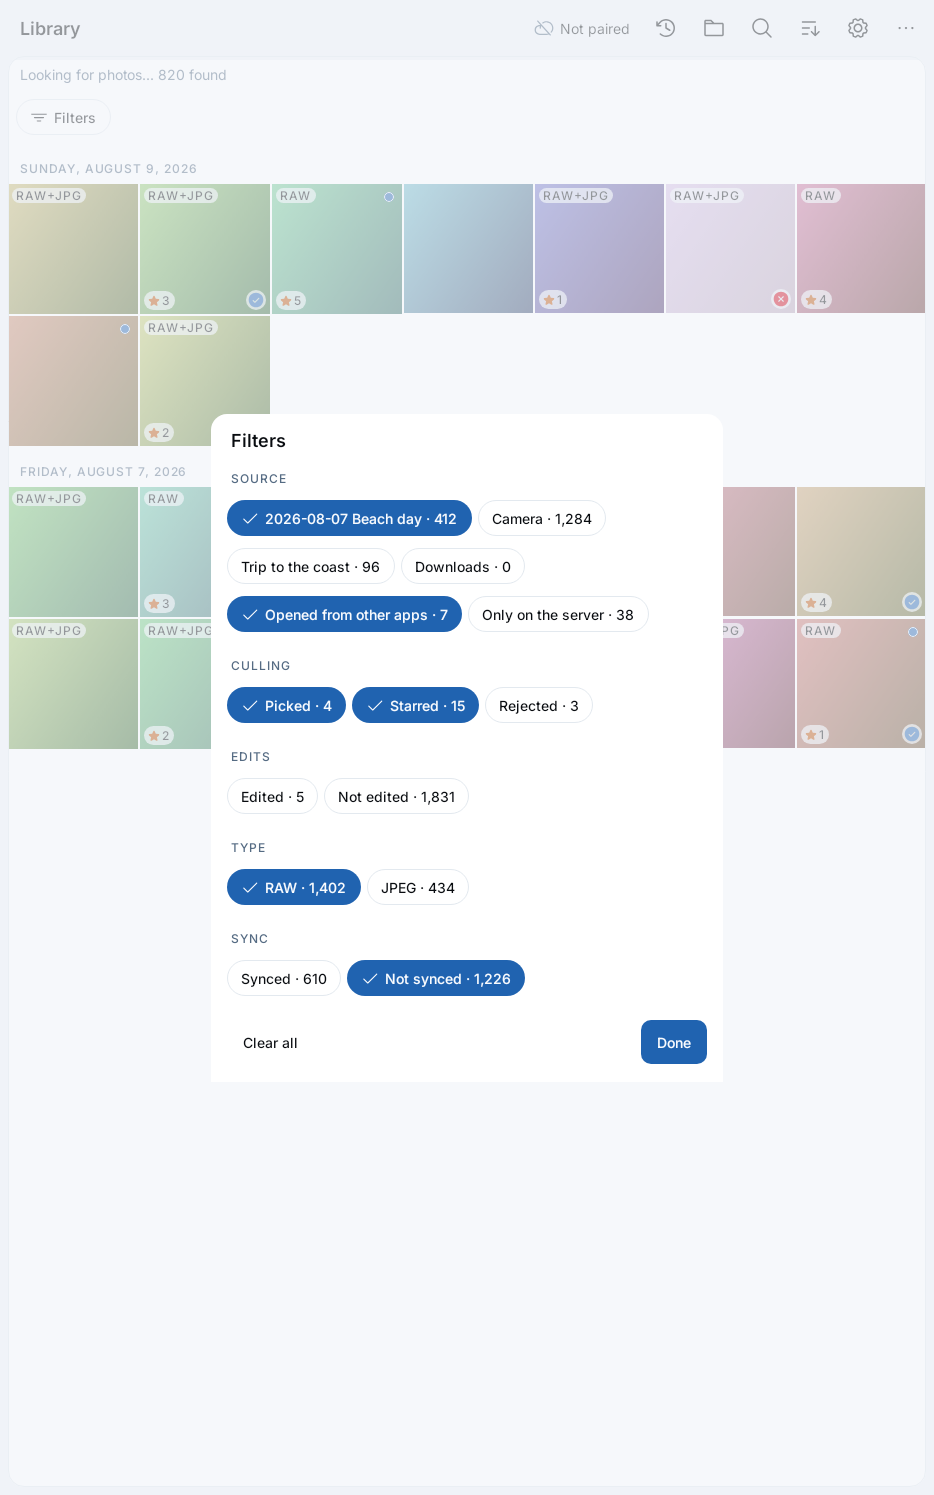 Library
Not paired
Looking for photos... 820 found
Filters
SUNDAY, AUGUST 9, 2026
RAW+JPG RAW+JPG RAW RAW+JPG RAW+JPG RAW
3 5 1 4
RAW+JPG
2
FRIDAY, AUGUST 7, 2026
RAW+JPG RAW
3 4
RAW+JPG RAW+JPG PG RAW
2 1
Filters
SOURCE
2026-08-07 Beach day · 412 Camera · 1,284
Trip to the coast · 96 Downloads · 0
Opened from other apps · 7 Only on the server · 38
CULLING
Picked · 4 Starred · 15 Rejected · 3
EDITS
Edited · 5 Not edited · 1,831
TYPE
RAW · 1,402 JPEG · 434
SYNC
Synced · 610 Not synced · 1,226
Clear all Done